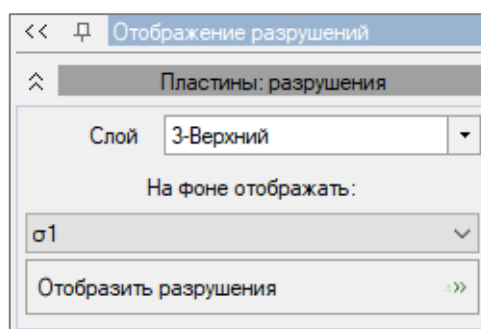 Отображение разрушений
Пластины: разрушения
Слой 3-Верхний
На фоне отображать:
σ1
Отобразить разрушения